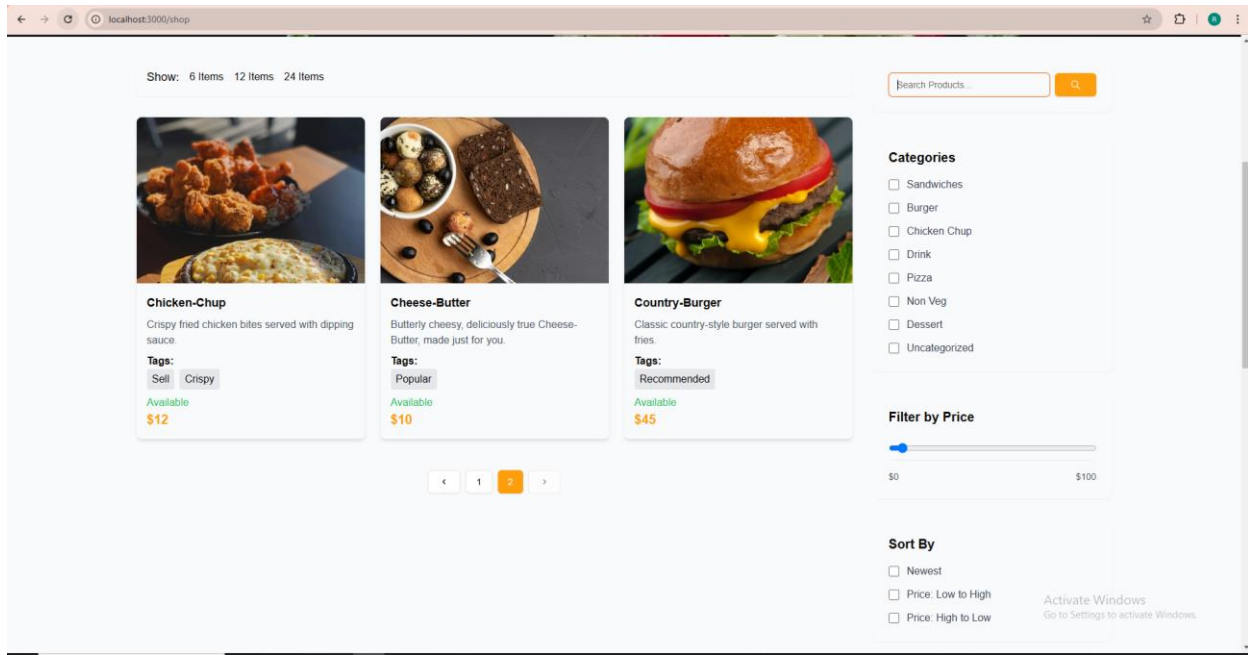 localhost:3000/shop
Show: 6 Items 12 Items 24 Items
Search Products...
Chicken-Chup
Crispy fried chicken bites served with dipping
sauce.
Tags:
Sell Crispy
Available
$12
Cheese-Butter
Butterly cheesy, deliciously true Cheese-
Butter, made just for you.
Tags:
Popular
Available
$10
Country-Burger
Classic country-style burger served with
fries.
Tags:
Recommended
Available
$45
‹ 1 2 ›
Categories
Sandwiches
Burger
Chicken Chup
Drink
Pizza
Non Veg
Dessert
Uncategorized
Filter by Price
$0 $100
Sort By
Newest
Price: Low to High
Price: High to Low
Activate Windows
Go to Settings to activate Windows.